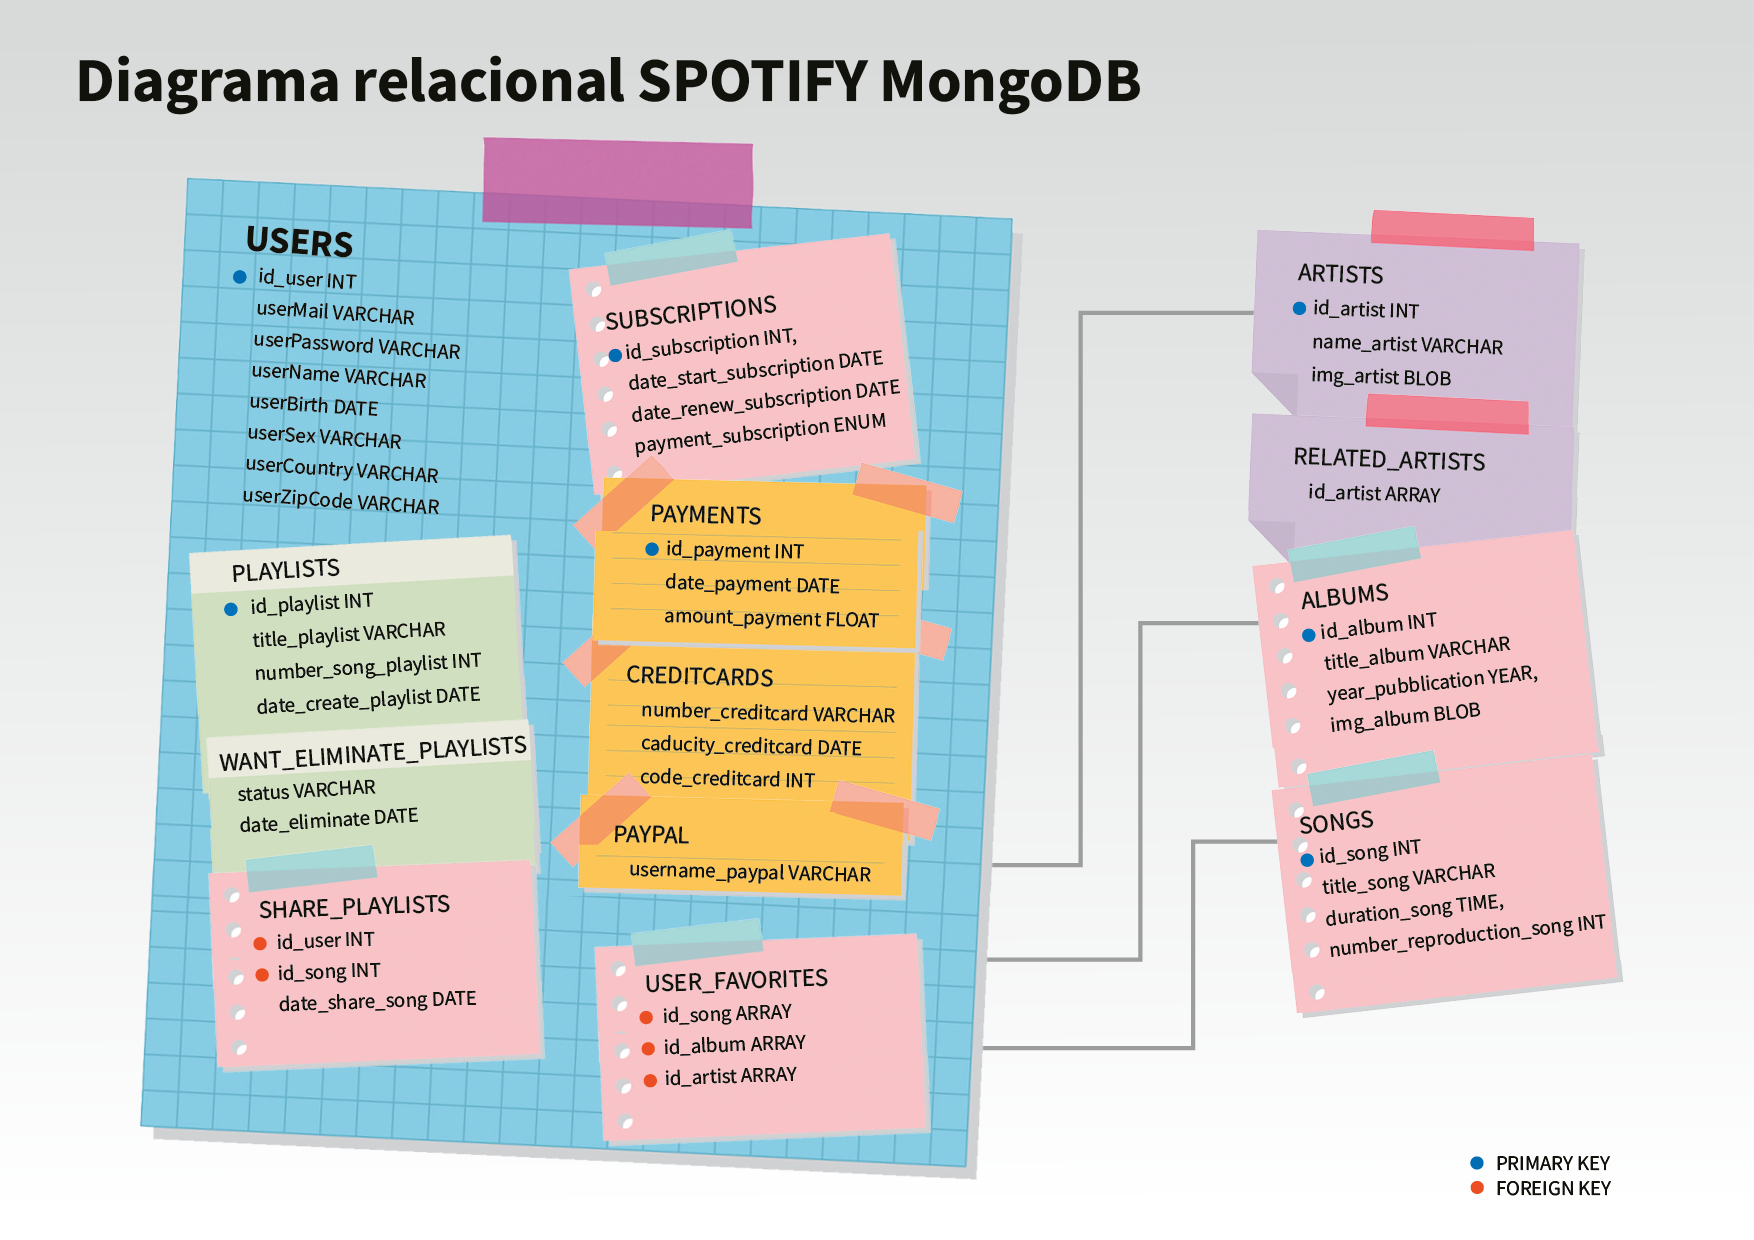 Diagrama relacional SPOTIFY MongoDB
USERS
id_user INT
userMail VARCHAR
userPassword VARCHAR
userName VARCHAR
userBirth DATE
userSex VARCHAR
userCountry VARCHAR
userZipCode VARCHAR
PLAYLISTS
id_playlist INT
title_playlist VARCHAR
number_song_playlist INT
date_create_playlist DATE
WANT_ELIMINATE_PLAYLISTS
status VARCHAR
date_eliminate DATE
SHARE_PLAYLISTS
id_user INT
id_song INT
date_share_song DATE
SUBSCRIPTIONS
id_subscription INT,
date_start_subscription DATE
date_renew_subscription DATE
payment_subscription ENUM
PAYMENTS
id_payment INT
date_payment DATE
amount_payment FLOAT
CREDITCARDS
number_creditcard VARCHAR
caducity_creditcard DATE
code_creditcard INT
PAYPAL
username_paypal VARCHAR
USER_FAVORITES
id_song ARRAY
id_album ARRAY
id_artist ARRAY
ARTISTS
id_artist INT
name_artist VARCHAR
img_artist BLOB
RELATED_ARTISTS
id_artist ARRAY
ALBUMS
id_album INT
title_album VARCHAR
year_pubblication YEAR,
img_album BLOB
SONGS
id_song INT
title_song VARCHAR
duration_song TIME,
number_reproduction_song INT
PRIMARY KEY
FOREIGN KEY